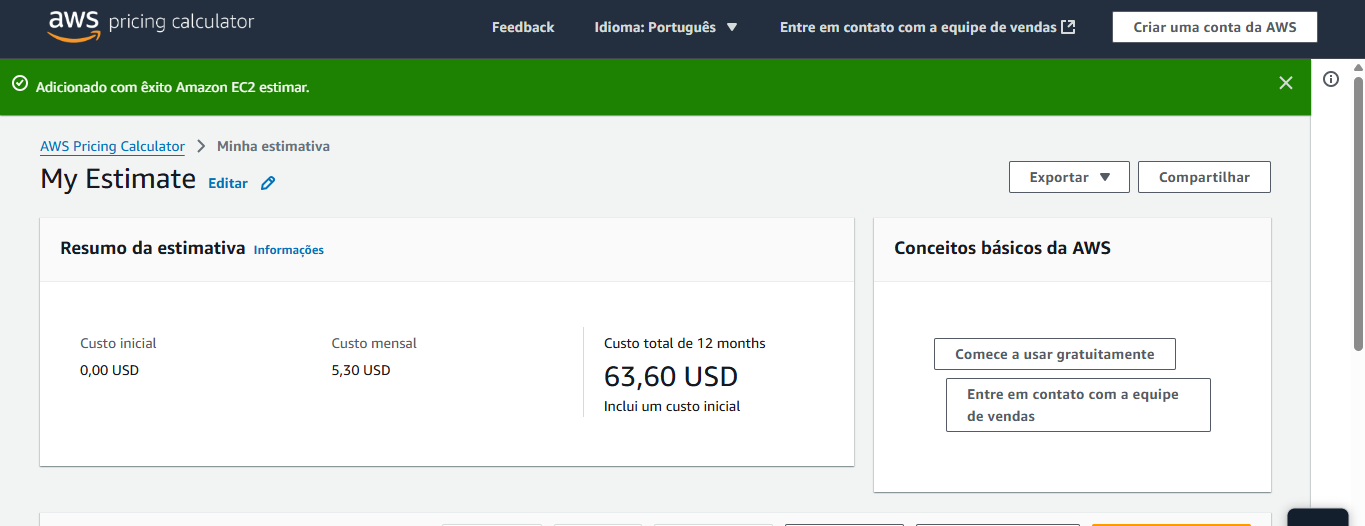 aws pricing calculator
Feedback
Idioma: Português
Entre em contato com a equipe de vendas
Criar uma conta da AWS
Adicionado com êxito Amazon EC2 estimar.
AWS Pricing Calculator
Minha estimativa
My Estimate
Editar
Exportar
Compartilhar
Resumo da estimativa
Informações
Custo inicial
0,00 USD
Custo mensal
5,30 USD
Custo total de 12 months
63,60 USD
Inclui um custo inicial
Conceitos básicos da AWS
Comece a usar gratuitamente
Entre em contato com a equipe
de vendas